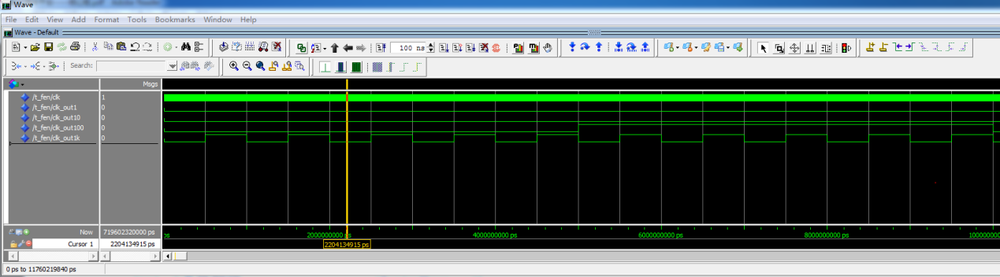 Wave
File Edit View Add Format Tools Bookmarks Window Help
Wave - Default
100 ns
Search:
Msgs
/t_fen/clk 1
/t_fen/clk_out1 0
/t_fen/clk_out10 0
/t_fen/clk_out100 0
/t_fen/clk_out1k 0
Now 719602320000 ps ps 2000000000 ps 4000000000 ps 6000000000 ps 8000000000 ps 1000000000
Cursor 1 2204134915 ps 2204134915 ps
0 ps to 11760219840 ps